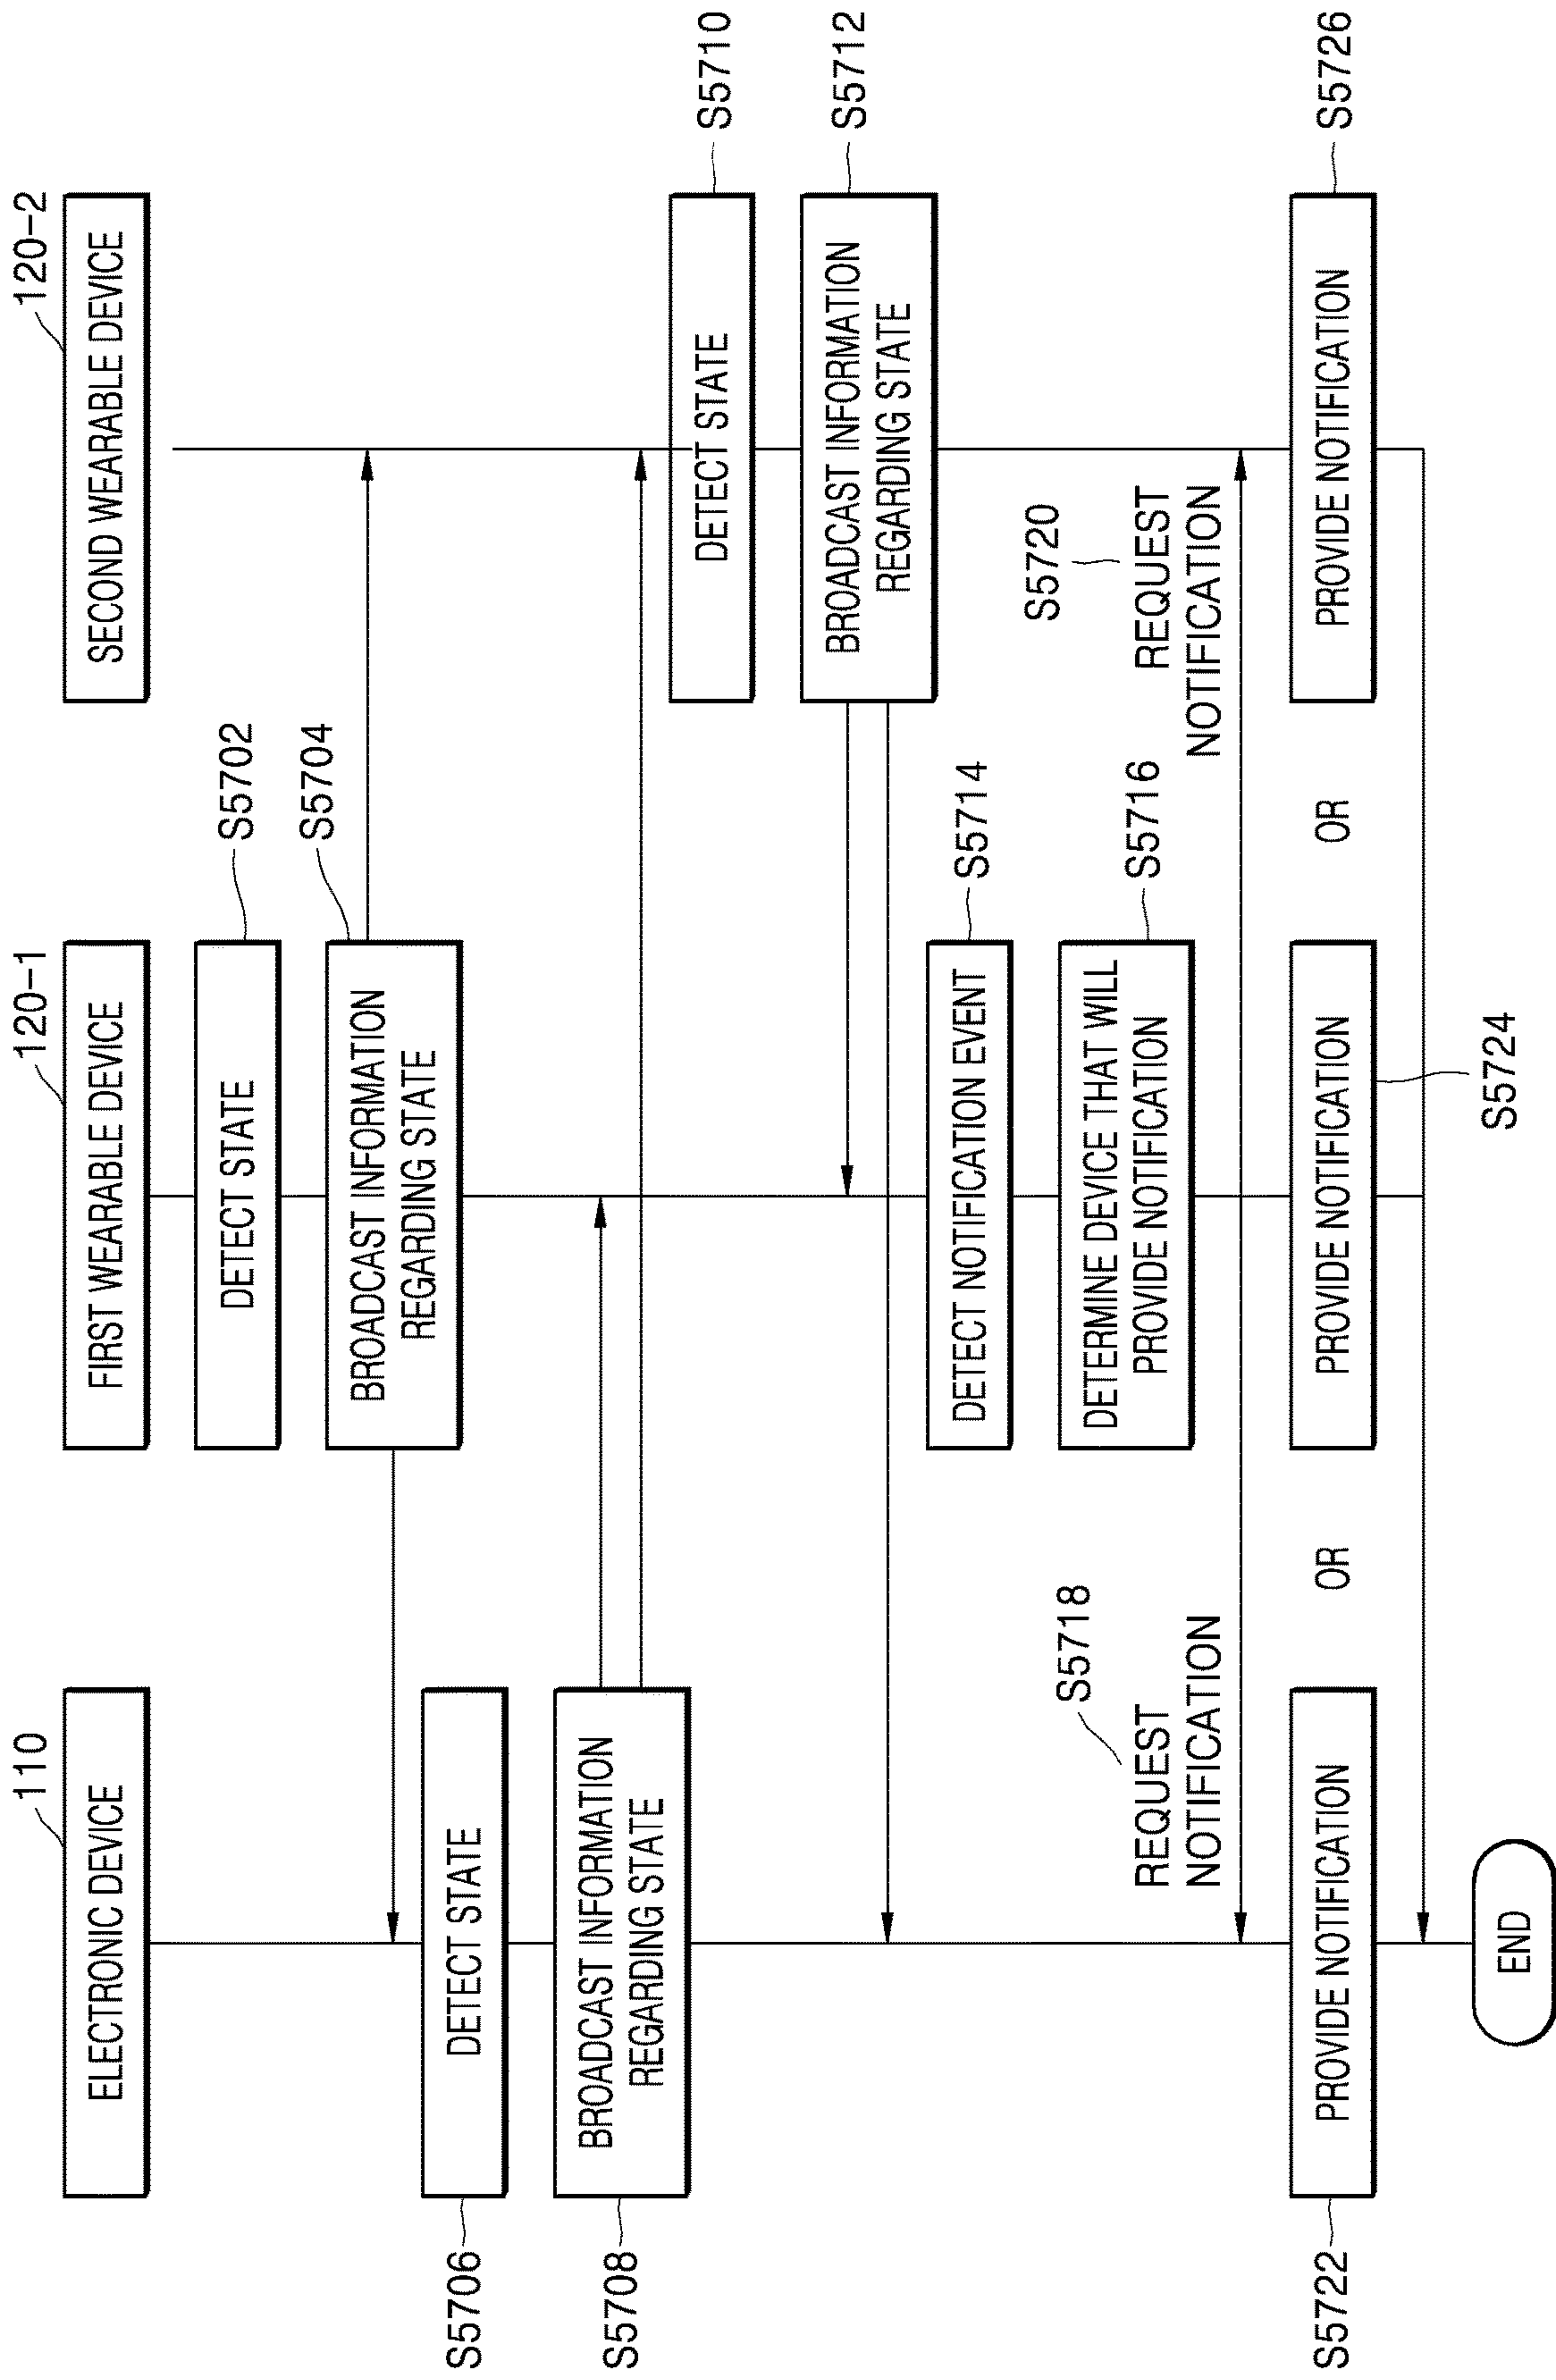 110
120-1
120-2
ELECTRONIC DEVICE
FIRST WEARABLE DEVICE
SECOND WEARABLE DEVICE
DETECT STATE
S5702
BROADCAST INFORMATION
REGARDING STATE
S5704
S5706
DETECT STATE
S5708
BROADCAST INFORMATION
REGARDING STATE
DETECT STATE
S5710
BROADCAST INFORMATION
REGARDING STATE
S5712
DETECT NOTIFICATION EVENT
S5714
DETERMINE DEVICE THAT WILL
PROVIDE NOTIFICATION
S5716
S5718
REQUEST
NOTIFICATION
S5720
REQUEST
NOTIFICATION
S5722
PROVIDE NOTIFICATION
OR
PROVIDE NOTIFICATION
OR
PROVIDE NOTIFICATION
S5726
S5724
END